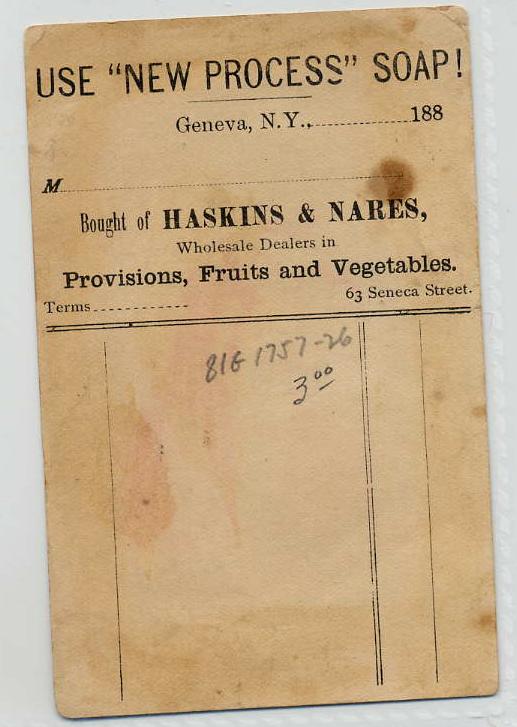 USE "NEW PROCESS" SOAP!
Geneva, N.Y., 188
M
Bought of HASKINS & NARES,
Wholesale Dealers in
Provisions, Fruits and Vegetables.
63 Seneca Street.
Terms
81G 1757-26
3.00